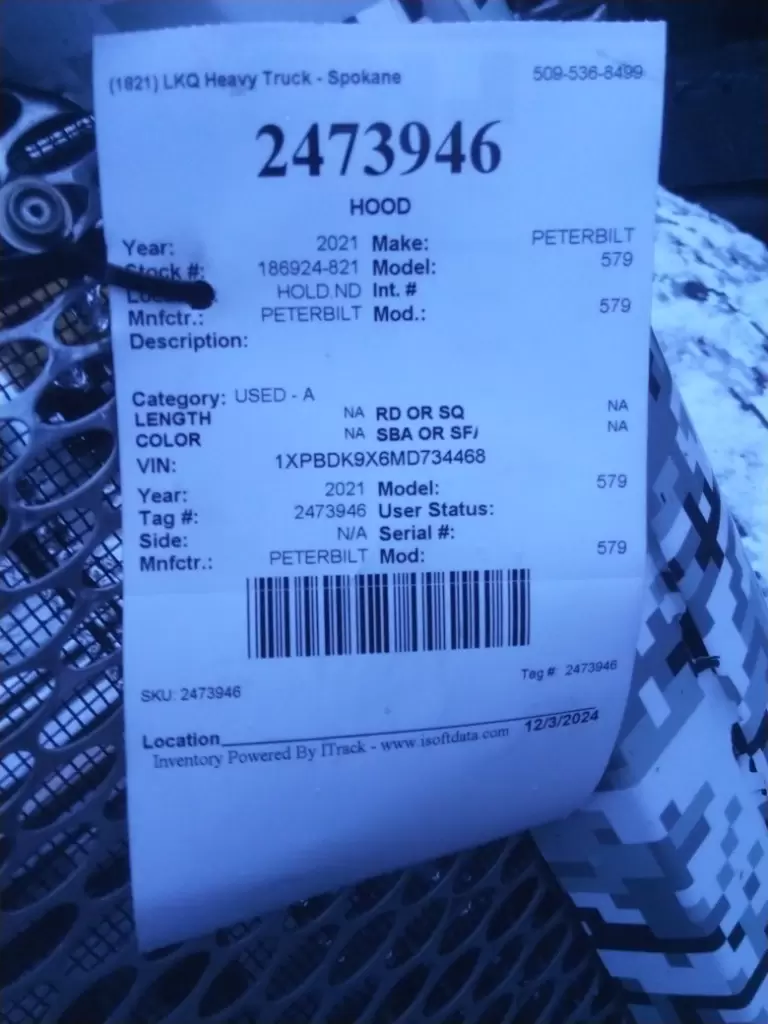 (1821) LKQ Heavy Truck - Spokane 509-536-8499
2473946
HOOD
Year: 2021 Make: PETERBILT
Stock #: 186924-821 Model: 579
HOLD.ND Int. #
Mnfctr.: PETERBILT Mod.: 579
Description:
Category: USED - A
LENGTH NA RD OR SQ NA
COLOR NA SBA OR SF/ NA
VIN: 1XPBDK9X6MD734468
Year: 2021 Model: 579
Tag #: 2473946 User Status:
Side: N/A Serial #:
Mnfctr.: PETERBILT Mod: 579
SKU: 2473946 Tag #: 2473946
Location 12/3/2024
Inventory Powered By ITrack - www.isoftdata.com